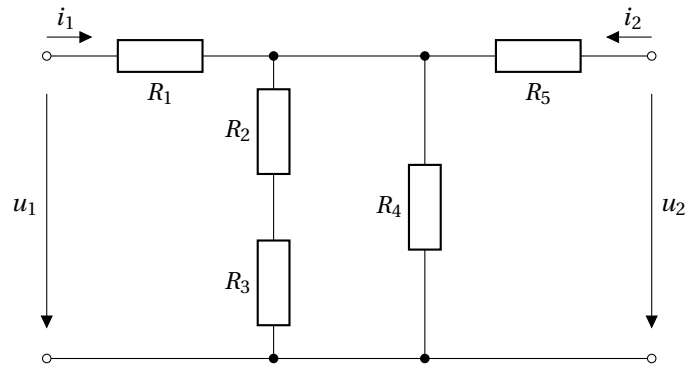 i₁
i₂
R₁
R₅
R₂
u₁
R₄
u₂
R₃